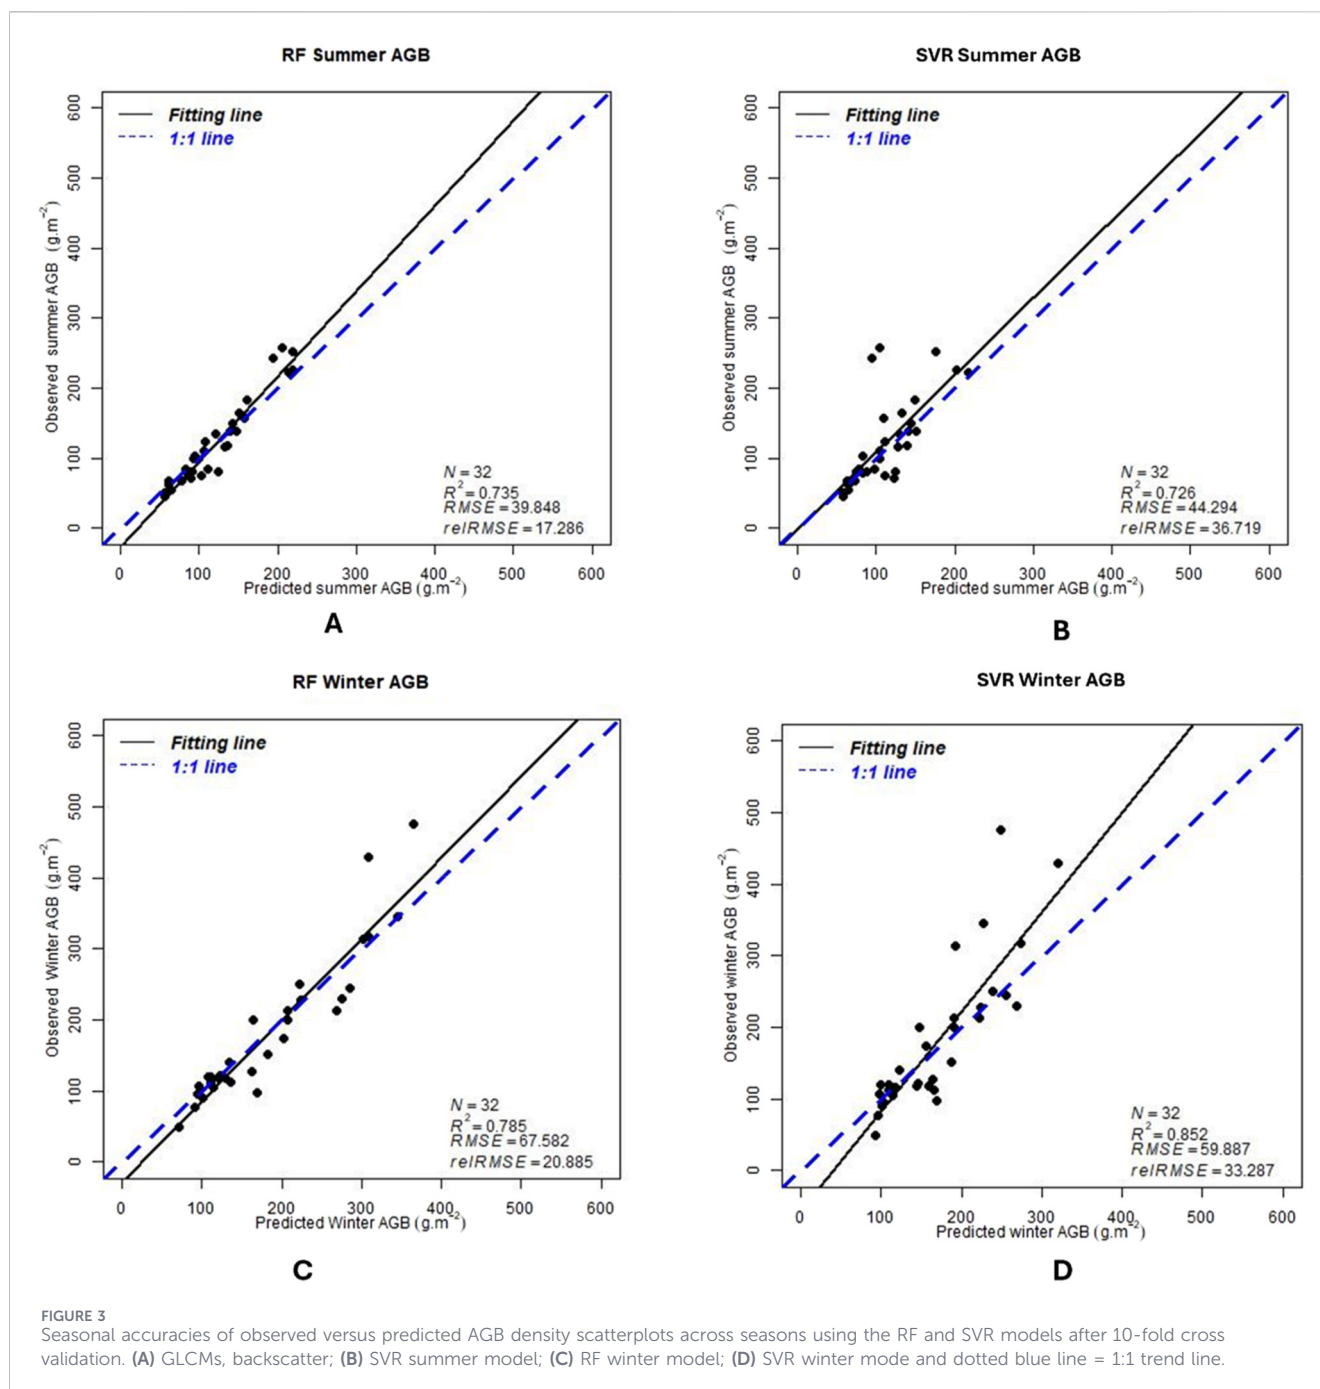 RF Summer AGB
Fitting line
1:1 line
Observed summer AGB (g.m⁻²)
0 100 200 300 400 500 600
N = 32
R² = 0.735
RMSE = 39.848
relRMSE = 17.286
0 100 200 300 400 500 600
Predicted summer AGB (g.m⁻²)
A
SVR Summer AGB
Fitting line
1:1 line
Observed summer AGB (g.m⁻²)
0 100 200 300 400 500 600
N = 32
R² = 0.726
RMSE = 44.294
relRMSE = 36.719
0 100 200 300 400 500 600
Predicted summer AGB (g.m⁻²)
B
RF Winter AGB
Fitting line
1:1 line
Observed Winter AGB (g.m⁻²)
0 100 200 300 400 500 600
N = 32
R² = 0.785
RMSE = 67.582
relRMSE = 20.885
0 100 200 300 400 500 600
Predicted Winter AGB (g.m⁻²)
C
SVR Winter AGB
Fitting line
1:1 line
Observed winter AGB (g.m⁻²)
0 100 200 300 400 500 600
N = 32
R² = 0.852
RMSE = 59.887
relRMSE = 33.287
0 100 200 300 400 500 600
Predicted winter AGB (g.m⁻²)
D
FIGURE 3
Seasonal accuracies of observed versus predicted AGB density scatterplots across seasons using the RF and SVR models after 10-fold cross
validation. (A) GLCMs, backscatter; (B) SVR summer model; (C) RF winter model; (D) SVR winter mode and dotted blue line = 1:1 trend line.